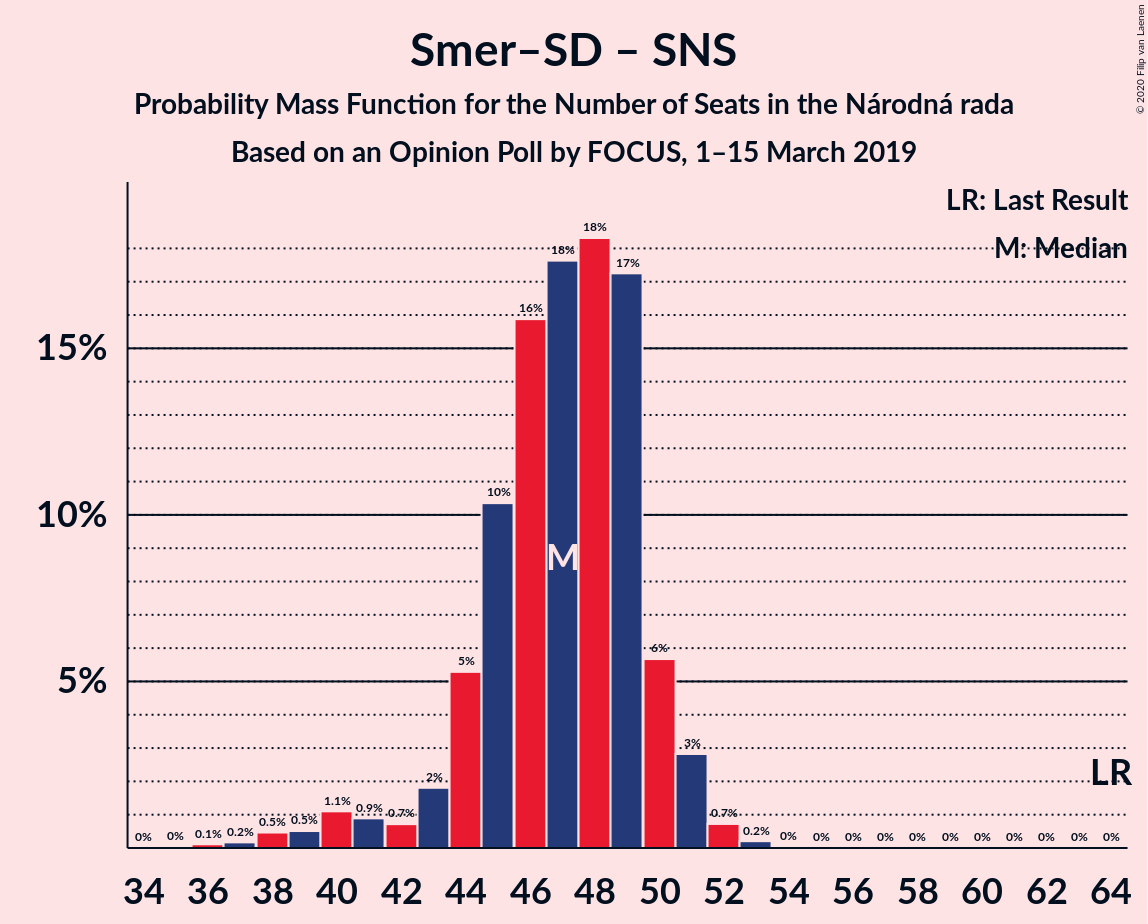 Smer–SD – SNS
Probability Mass Function for the Number of Seats in the Národná rada
Based on an Opinion Poll by FOCUS, 1–15 March 2019
© 2020 Filip van Laenen
LR: Last Result
M: Median
15%
10%
5%
0% 0% 0.1% 0.2% 0.5% 0.5% 1.1% 0.9% 0.7% 2% 5% 10% 16% 18% 18% 17% 6% 3% 0.7% 0.2% 0% 0% 0% 0% 0% 0% 0% 0% 0% 0% 0%
M
LR
34 36 38 40 42 44 46 48 50 52 54 56 58 60 62 64